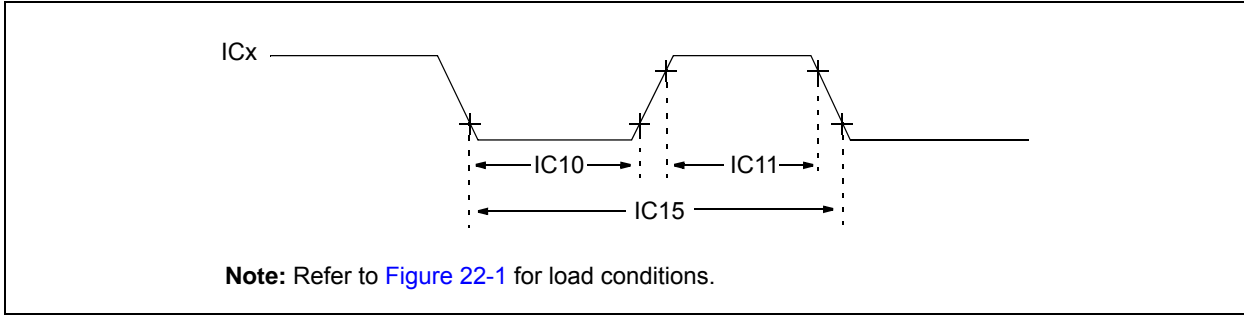 ICx
IC10
IC11
IC15
Note: Refer to Figure 22-1 for load conditions.